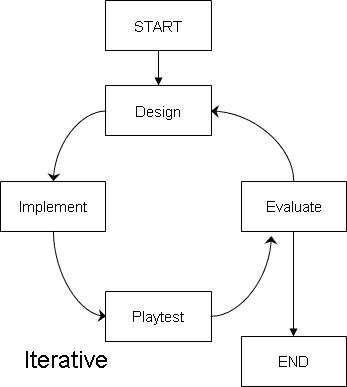 START
Design
Implement
Evaluate
Playtest
Iterative
END